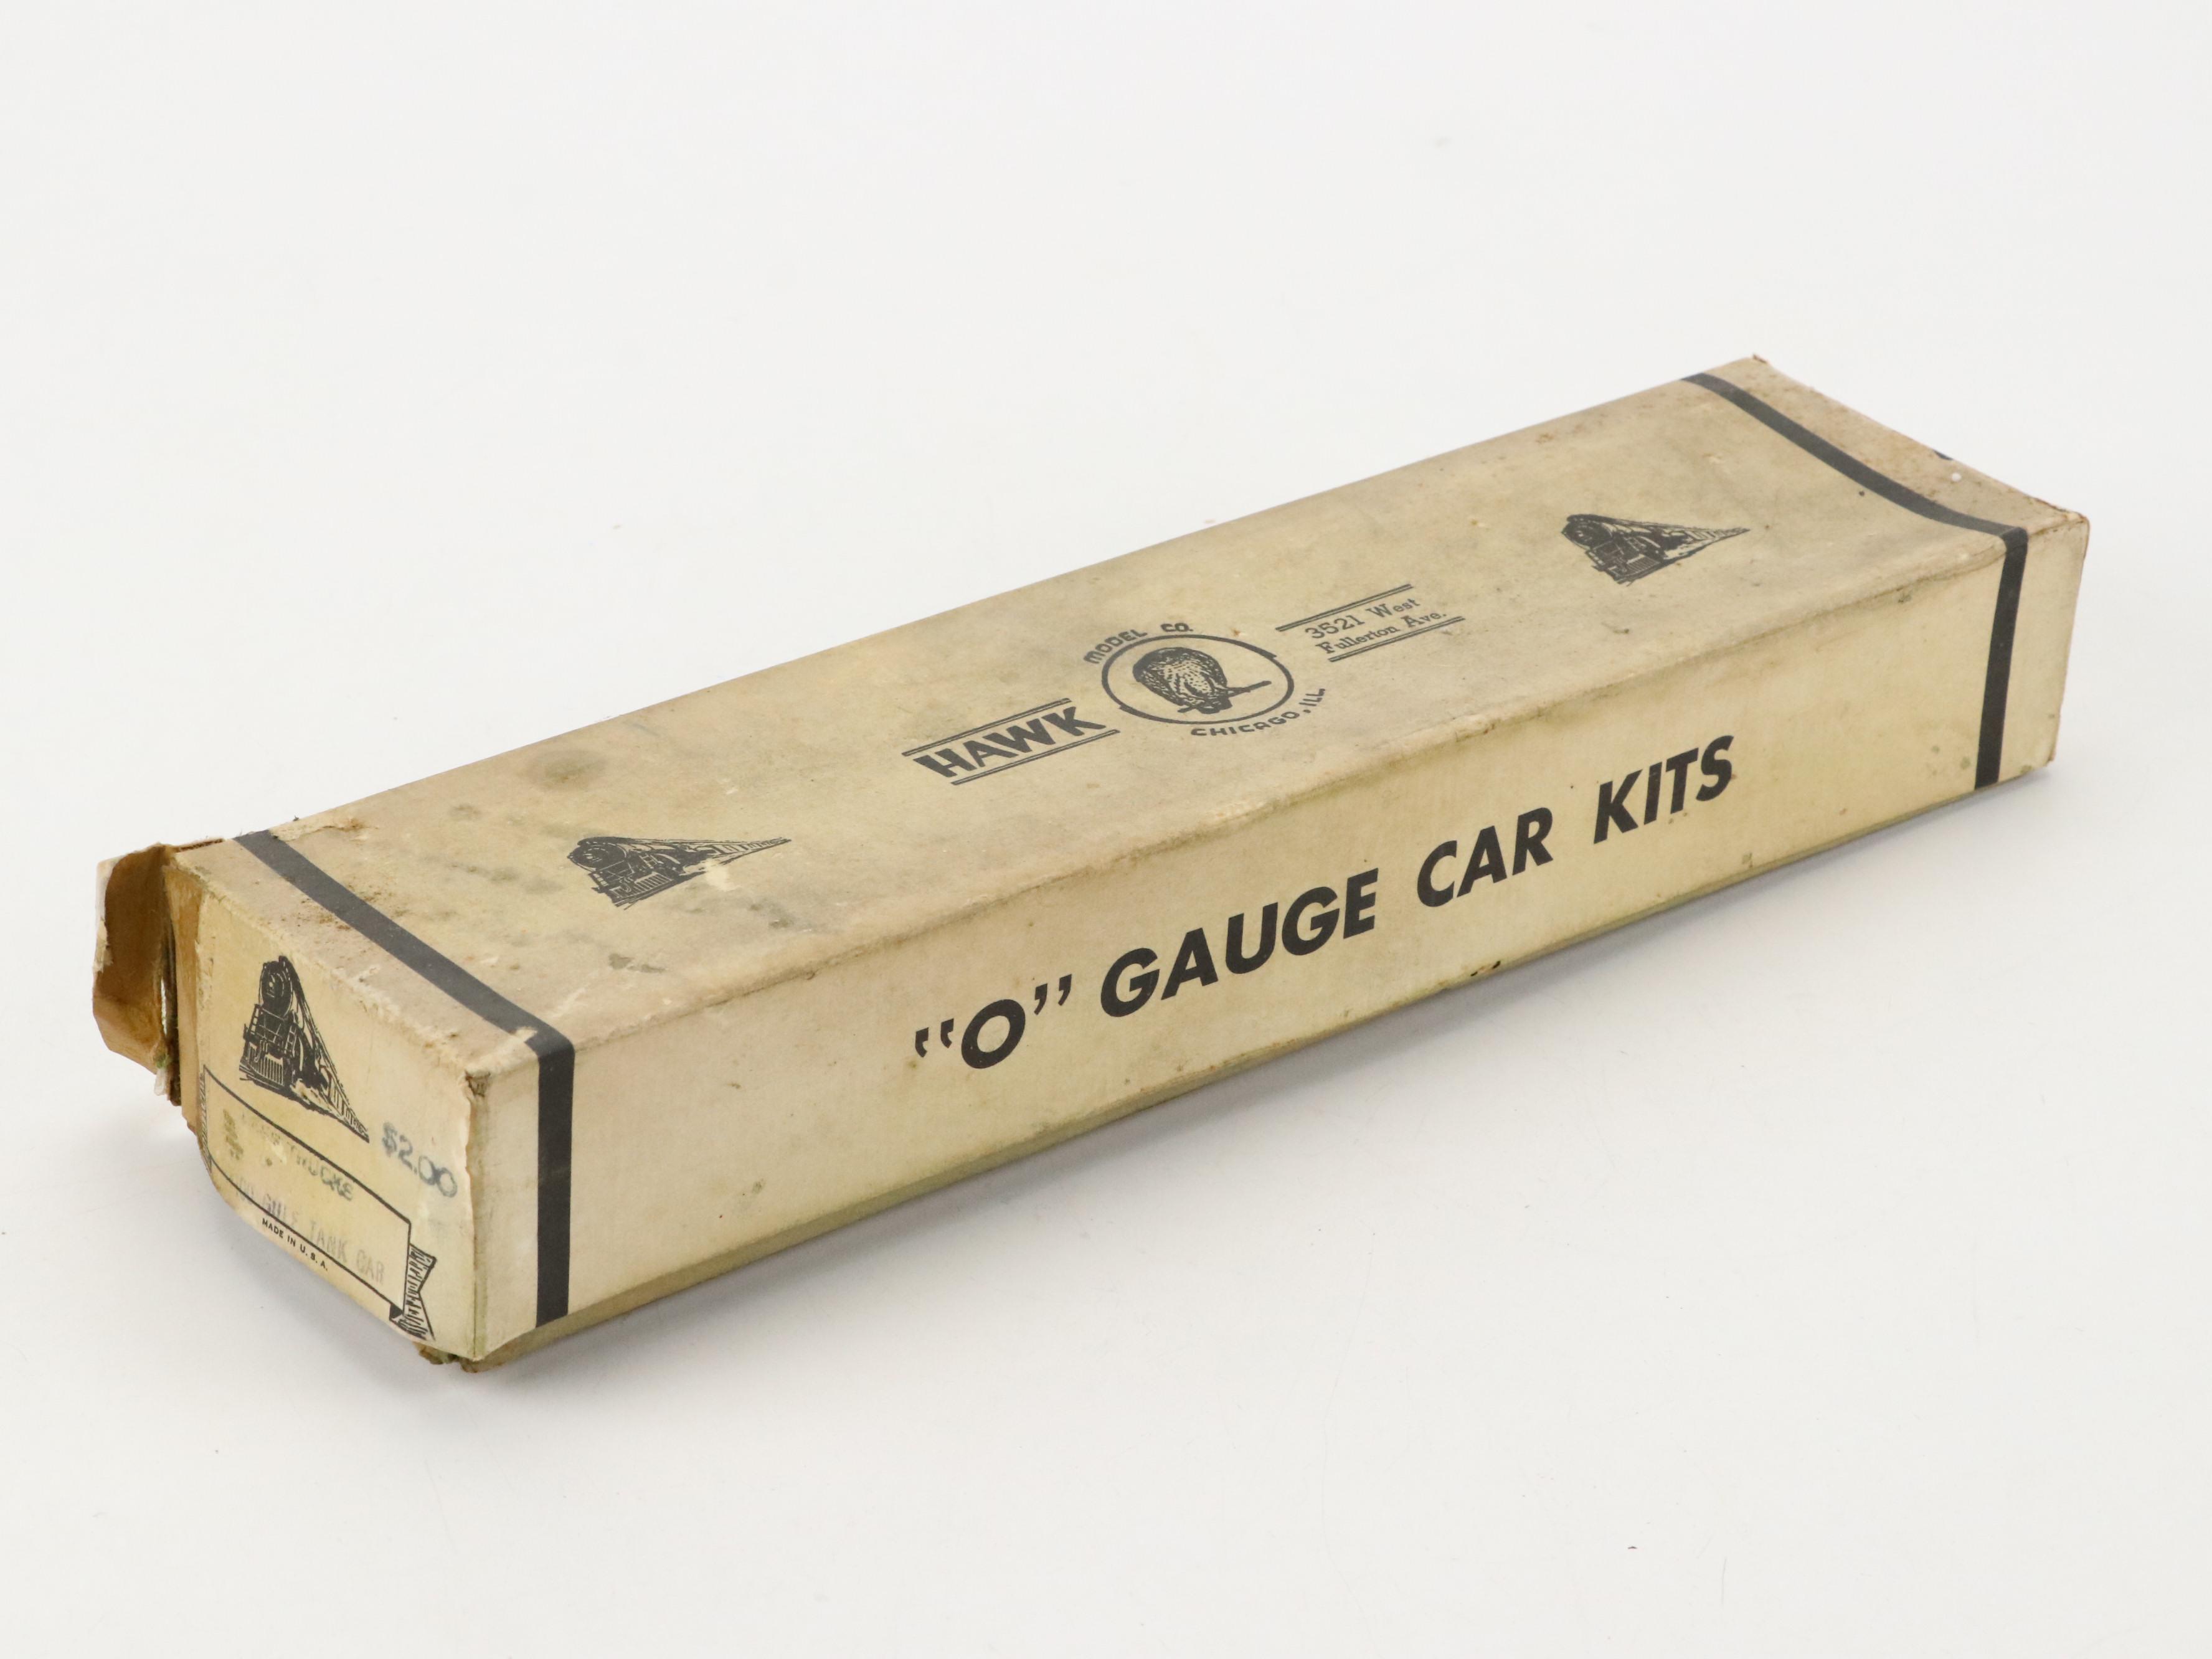 HAWK
MODEL CO.
CHICAGO, ILL
3521 West
Fullerton Ave.
"O" GAUGE CAR KITS
$2.00
TANK CAR
MADE IN U. S. A.